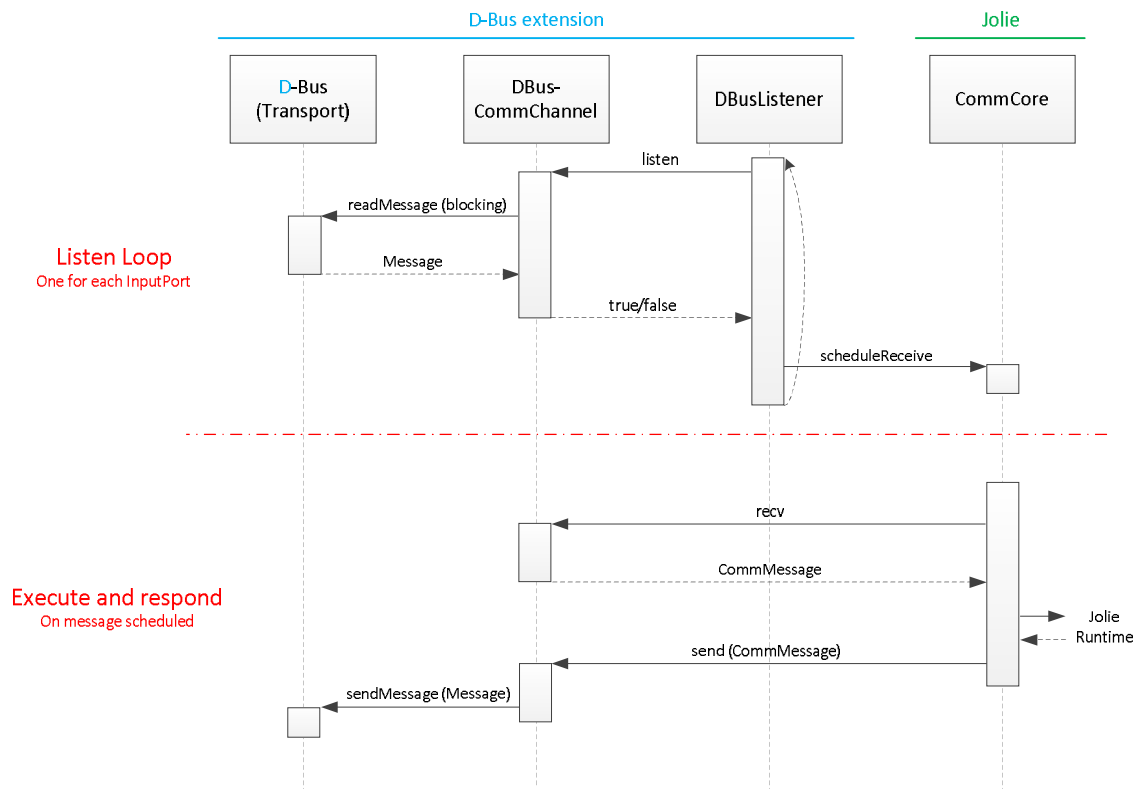 D-Bus extension
Jolie
D-Bus
(Transport)
DBus-
CommChannel
DBusListener
CommCore
listen
readMessage (blocking)
Listen Loop
One for each InputPort
Message
true/false
scheduleReceive
recv
CommMessage
Execute and respond
On message scheduled
Jolie
Runtime
send (CommMessage)
sendMessage (Message)